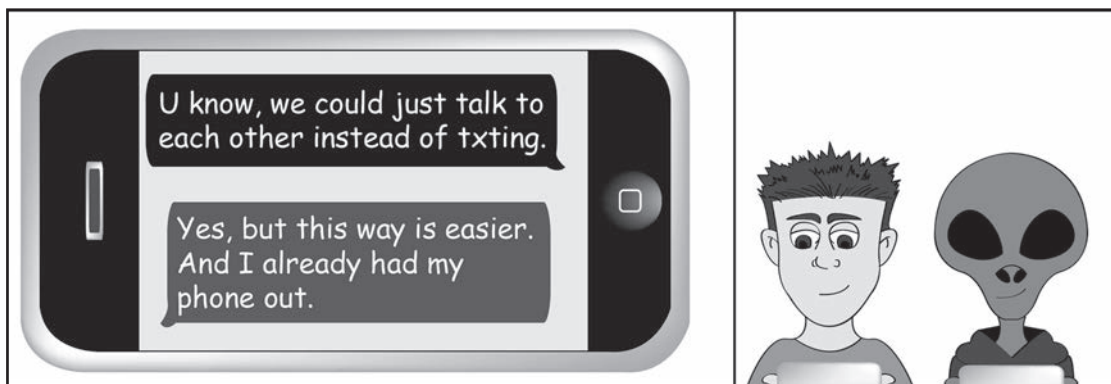 U know, we could just talk to
each other instead of txting.
Yes, but this way is easier.
And I already had my
phone out.